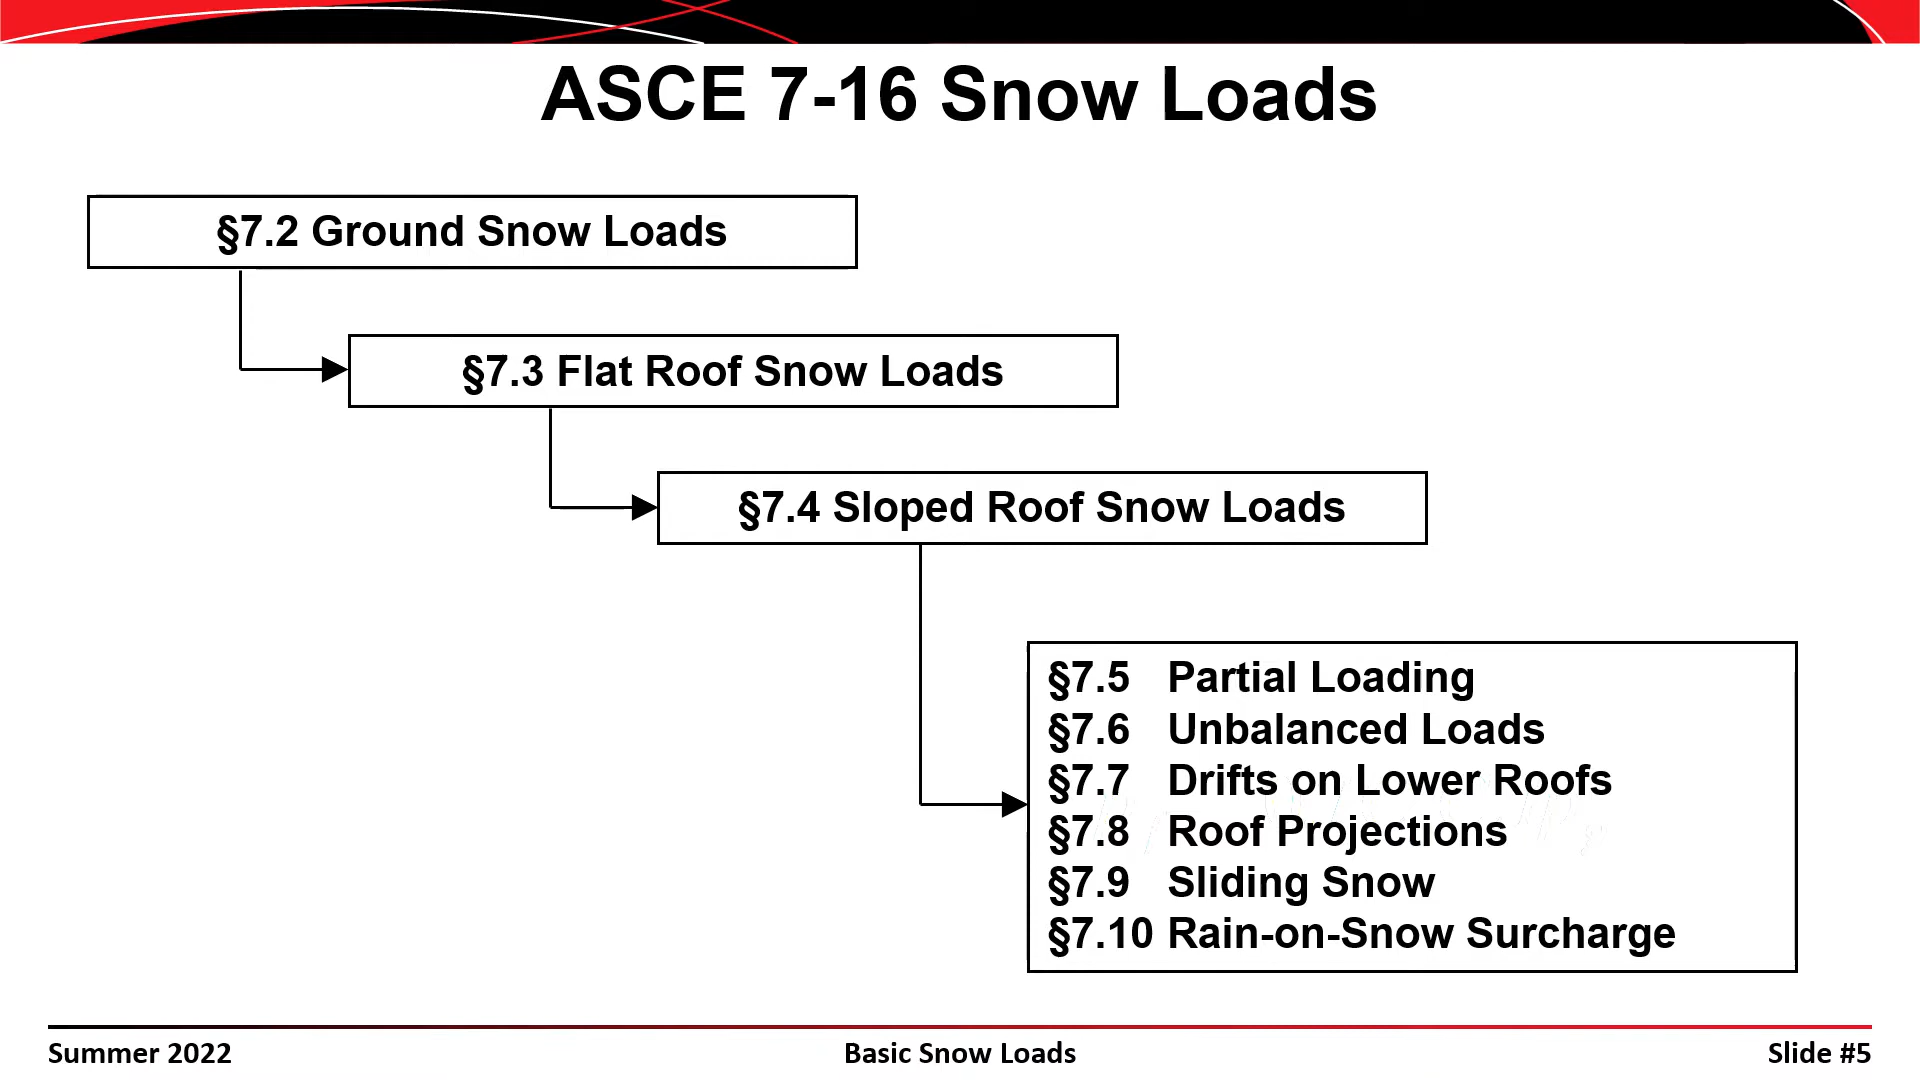 ASCE 7-16 Snow Loads
§7.2 Ground Snow Loads
§7.3 Flat Roof Snow Loads
§7.4 Sloped Roof Snow Loads
§7.5 Partial Loading
§7.6 Unbalanced Loads
§7.7 Drifts on Lower Roofs
§7.8 Roof Projections
§7.9 Sliding Snow
§7.10 Rain-on-Snow Surcharge
Summer 2022
Basic Snow Loads
Slide #5